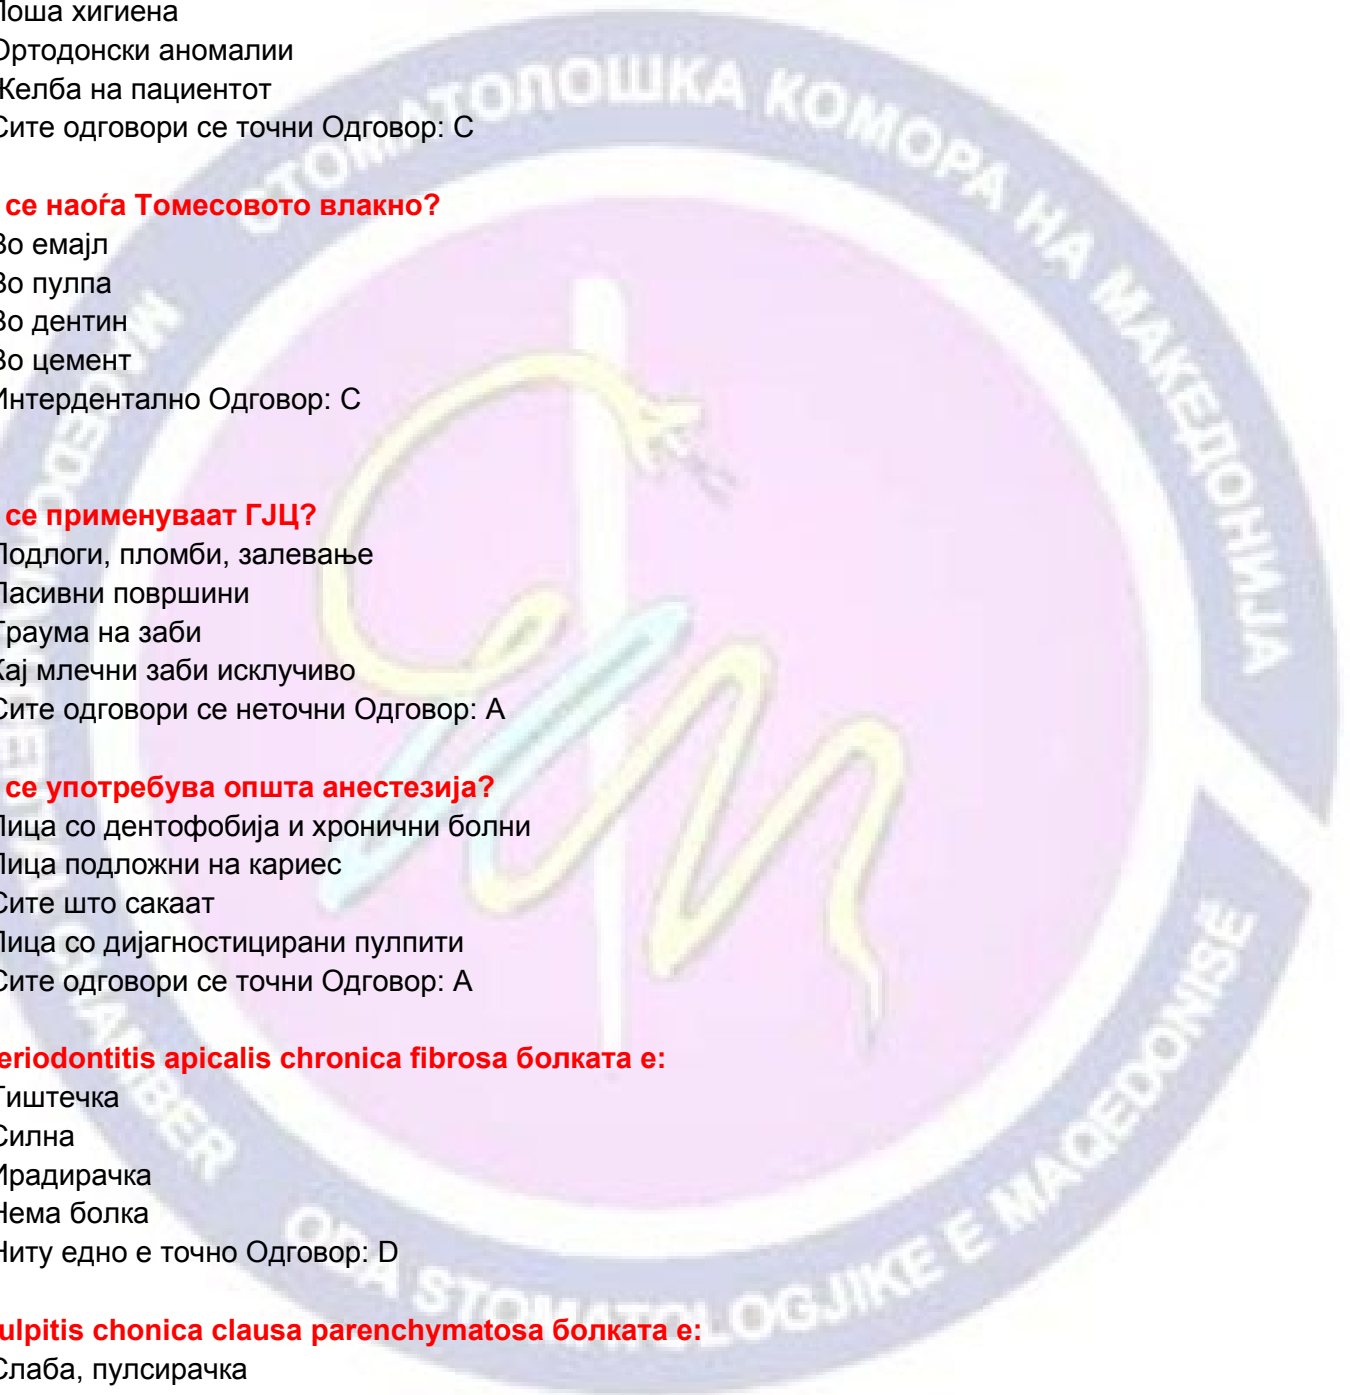 Лоша хигиена
Ортодонски аномалии
Желба на пациентот
Сите одговори се точни Одговор: C
се наоѓа Томесовото влакно?
Во емајл
Во пулпа
Во дентин
Во цемент
Интердентално Одговор: C
се применуваат ГЈЦ?
Подлоги, пломби, залевање
Пасивни површини
Траума на заби
Кај млечни заби исклучиво
Сите одговори се неточни Одговор: A
се употребува општа анестезија?
Лица со дентофобија и хронични болни
Лица подложни на кариес
Сите што сакаат
Лица со дијагностицирани пулпити
Сите одговори се точни Одговор: A
eriodontitis apicalis chronica fibrosa болката е:
Тиштечка
Силна
Ирадирачка
Нема болка
Ниту едно е точно Одговор: D
ulpitis chonica clausa parenchymatosa болката е:
Слаба, пулсирачка
СТОМАТОЛОШКА КОМОРА НА МАКЕДОНИЈА
ODA STOMATOLOGJIKE E MAQEDONISË
CHAMBER